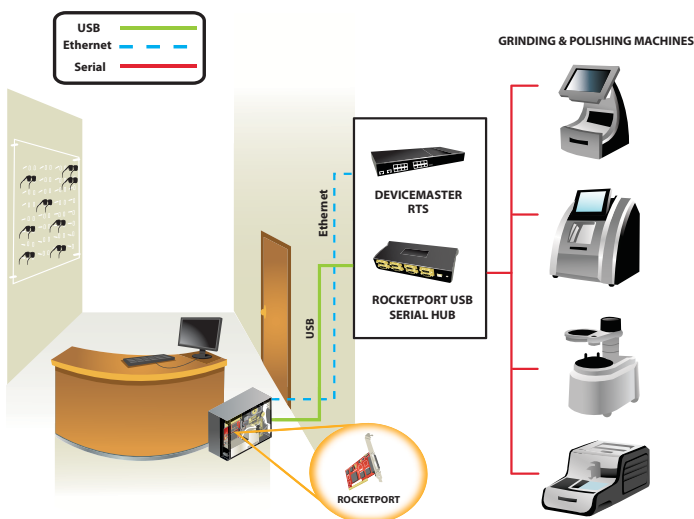 USB
Ethernet
Serial
GRINDING & POLISHING MACHINES
DEVICEMASTER
RTS
Ethernet
USB
ROCKETPORT USB
SERIAL HUB
ROCKETPORT